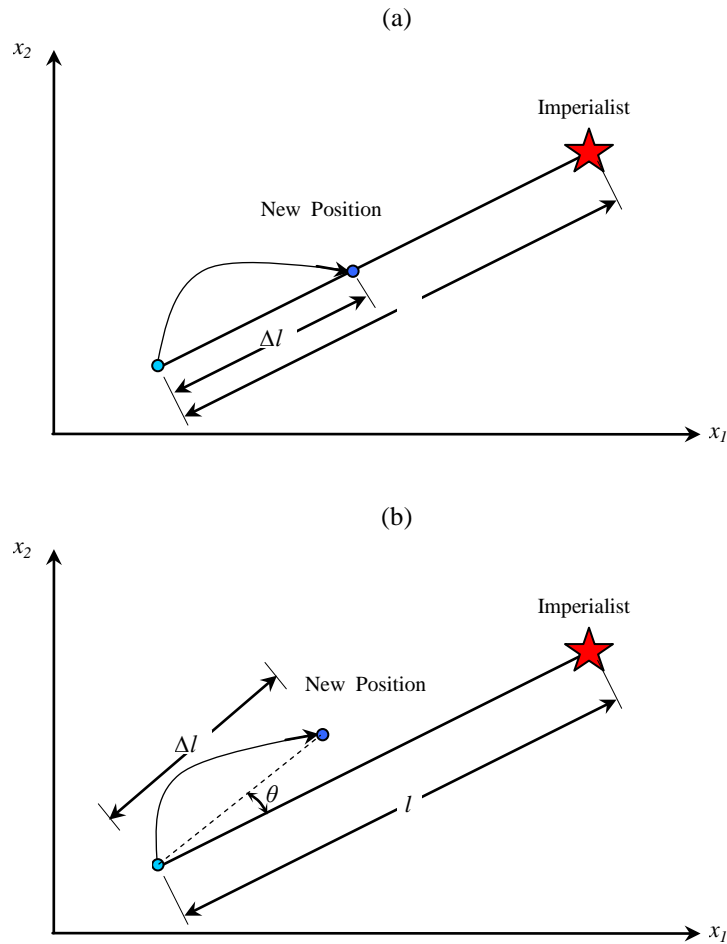 (a)
x2
Imperialist
New Position
Δl
x1
(b)
x2
Imperialist
New Position
Δl
θ
l
x1